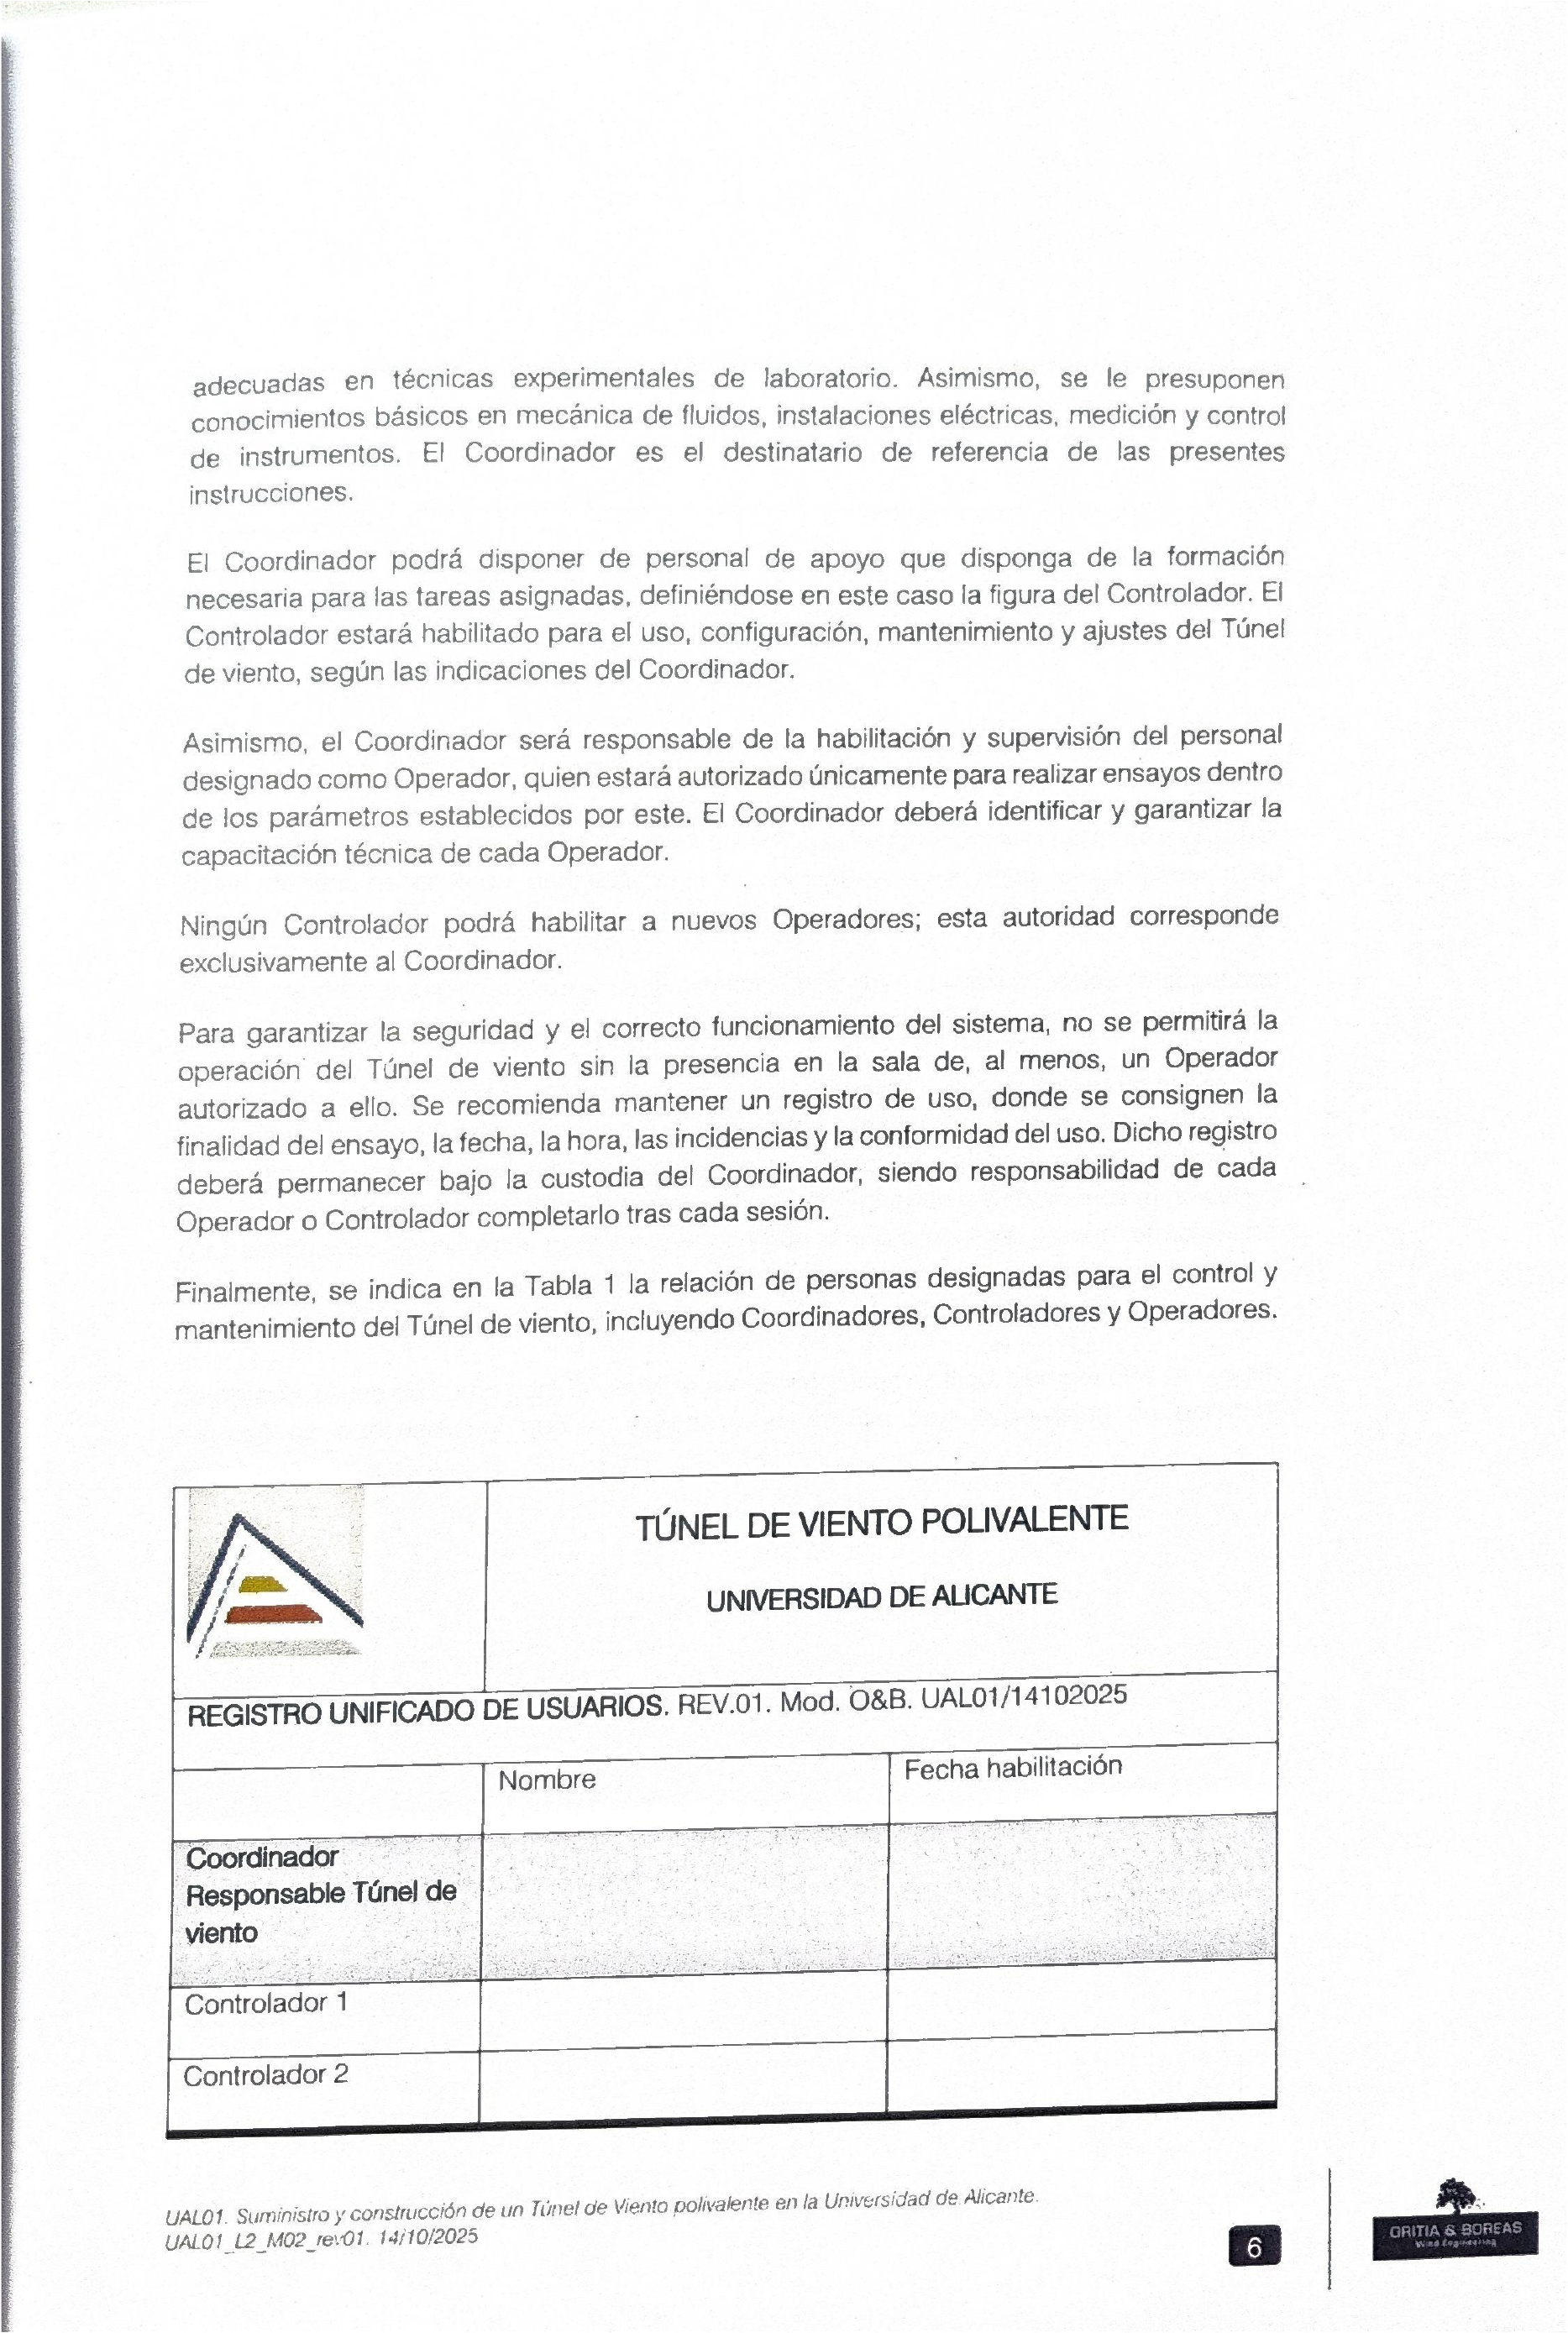 adecuadas en técnicas experimentales de laboratorio. Asimismo, se le presuponen
conocimientos básicos en mecánica de fluidos, instalaciones eléctricas, medición y control
de instrumentos. El Coordinador es el destinatario de referencia de las presentes
instrucciones.
El Coordinador podrá disponer de personal de apoyo que disponga de la formación
necesaria para las tareas asignadas, definiéndose en este caso la figura del Controlador. El
Controlador estará habilitado para el uso, configuración, mantenimiento y ajustes del Túnel
de viento, según las indicaciones del Coordinador.
Asimismo, el Coordinador será responsable de la habilitación y supervisión del personal
designado como Operador, quien estará autorizado únicamente para realizar ensayos dentro
de los parámetros establecidos por este. El Coordinador deberá identificar y garantizar la
capacitación técnica de cada Operador.
Ningún Controlador podrá habilitar a nuevos Operadores; esta autoridad corresponde
exclusivamente al Coordinador.
Para garantizar la seguridad y el correcto funcionamiento del sistema, no se permitirá la
operación del Túnel de viento sin la presencia en la sala de, al menos, un Operador
autorizado a ello. Se recomienda mantener un registro de uso, donde se consignen la
finalidad del ensayo, la fecha, la hora, las incidencias y la conformidad del uso. Dicho registro
deberá permanecer bajo la custodia del Coordinador, siendo responsabilidad de cada
Operador o Controlador completarlo tras cada sesión.
Finalmente, se indica en la Tabla 1 la relación de personas designadas para el control y
mantenimiento del Túnel de viento, incluyendo Coordinadores, Controladores y Operadores.
TÚNEL DE VIENTO POLIVALENTE
UNIVERSIDAD DE ALICANTE
REGISTRO UNIFICADO DE USUARIOS. REV.01. Mod. O&B. UAL01/14102025
Nombre
Fecha habilitación
Coordinador
Responsable Túnel de
viento
Controlador 1
Controlador 2
UAL01. Suministro y construcción de un Túnel de Viento polivalente en la Universidad de Alicante.
UAL01_L2_M02_rev01. 14/10/2025
6
ORITIA & BOREAS
Wind Engineering